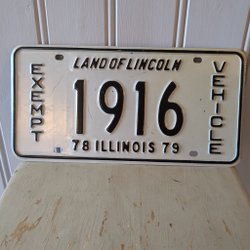 LAND OF LINCOLN
EXEMPT
1916
VEHICLE
78 ILLINOIS 79